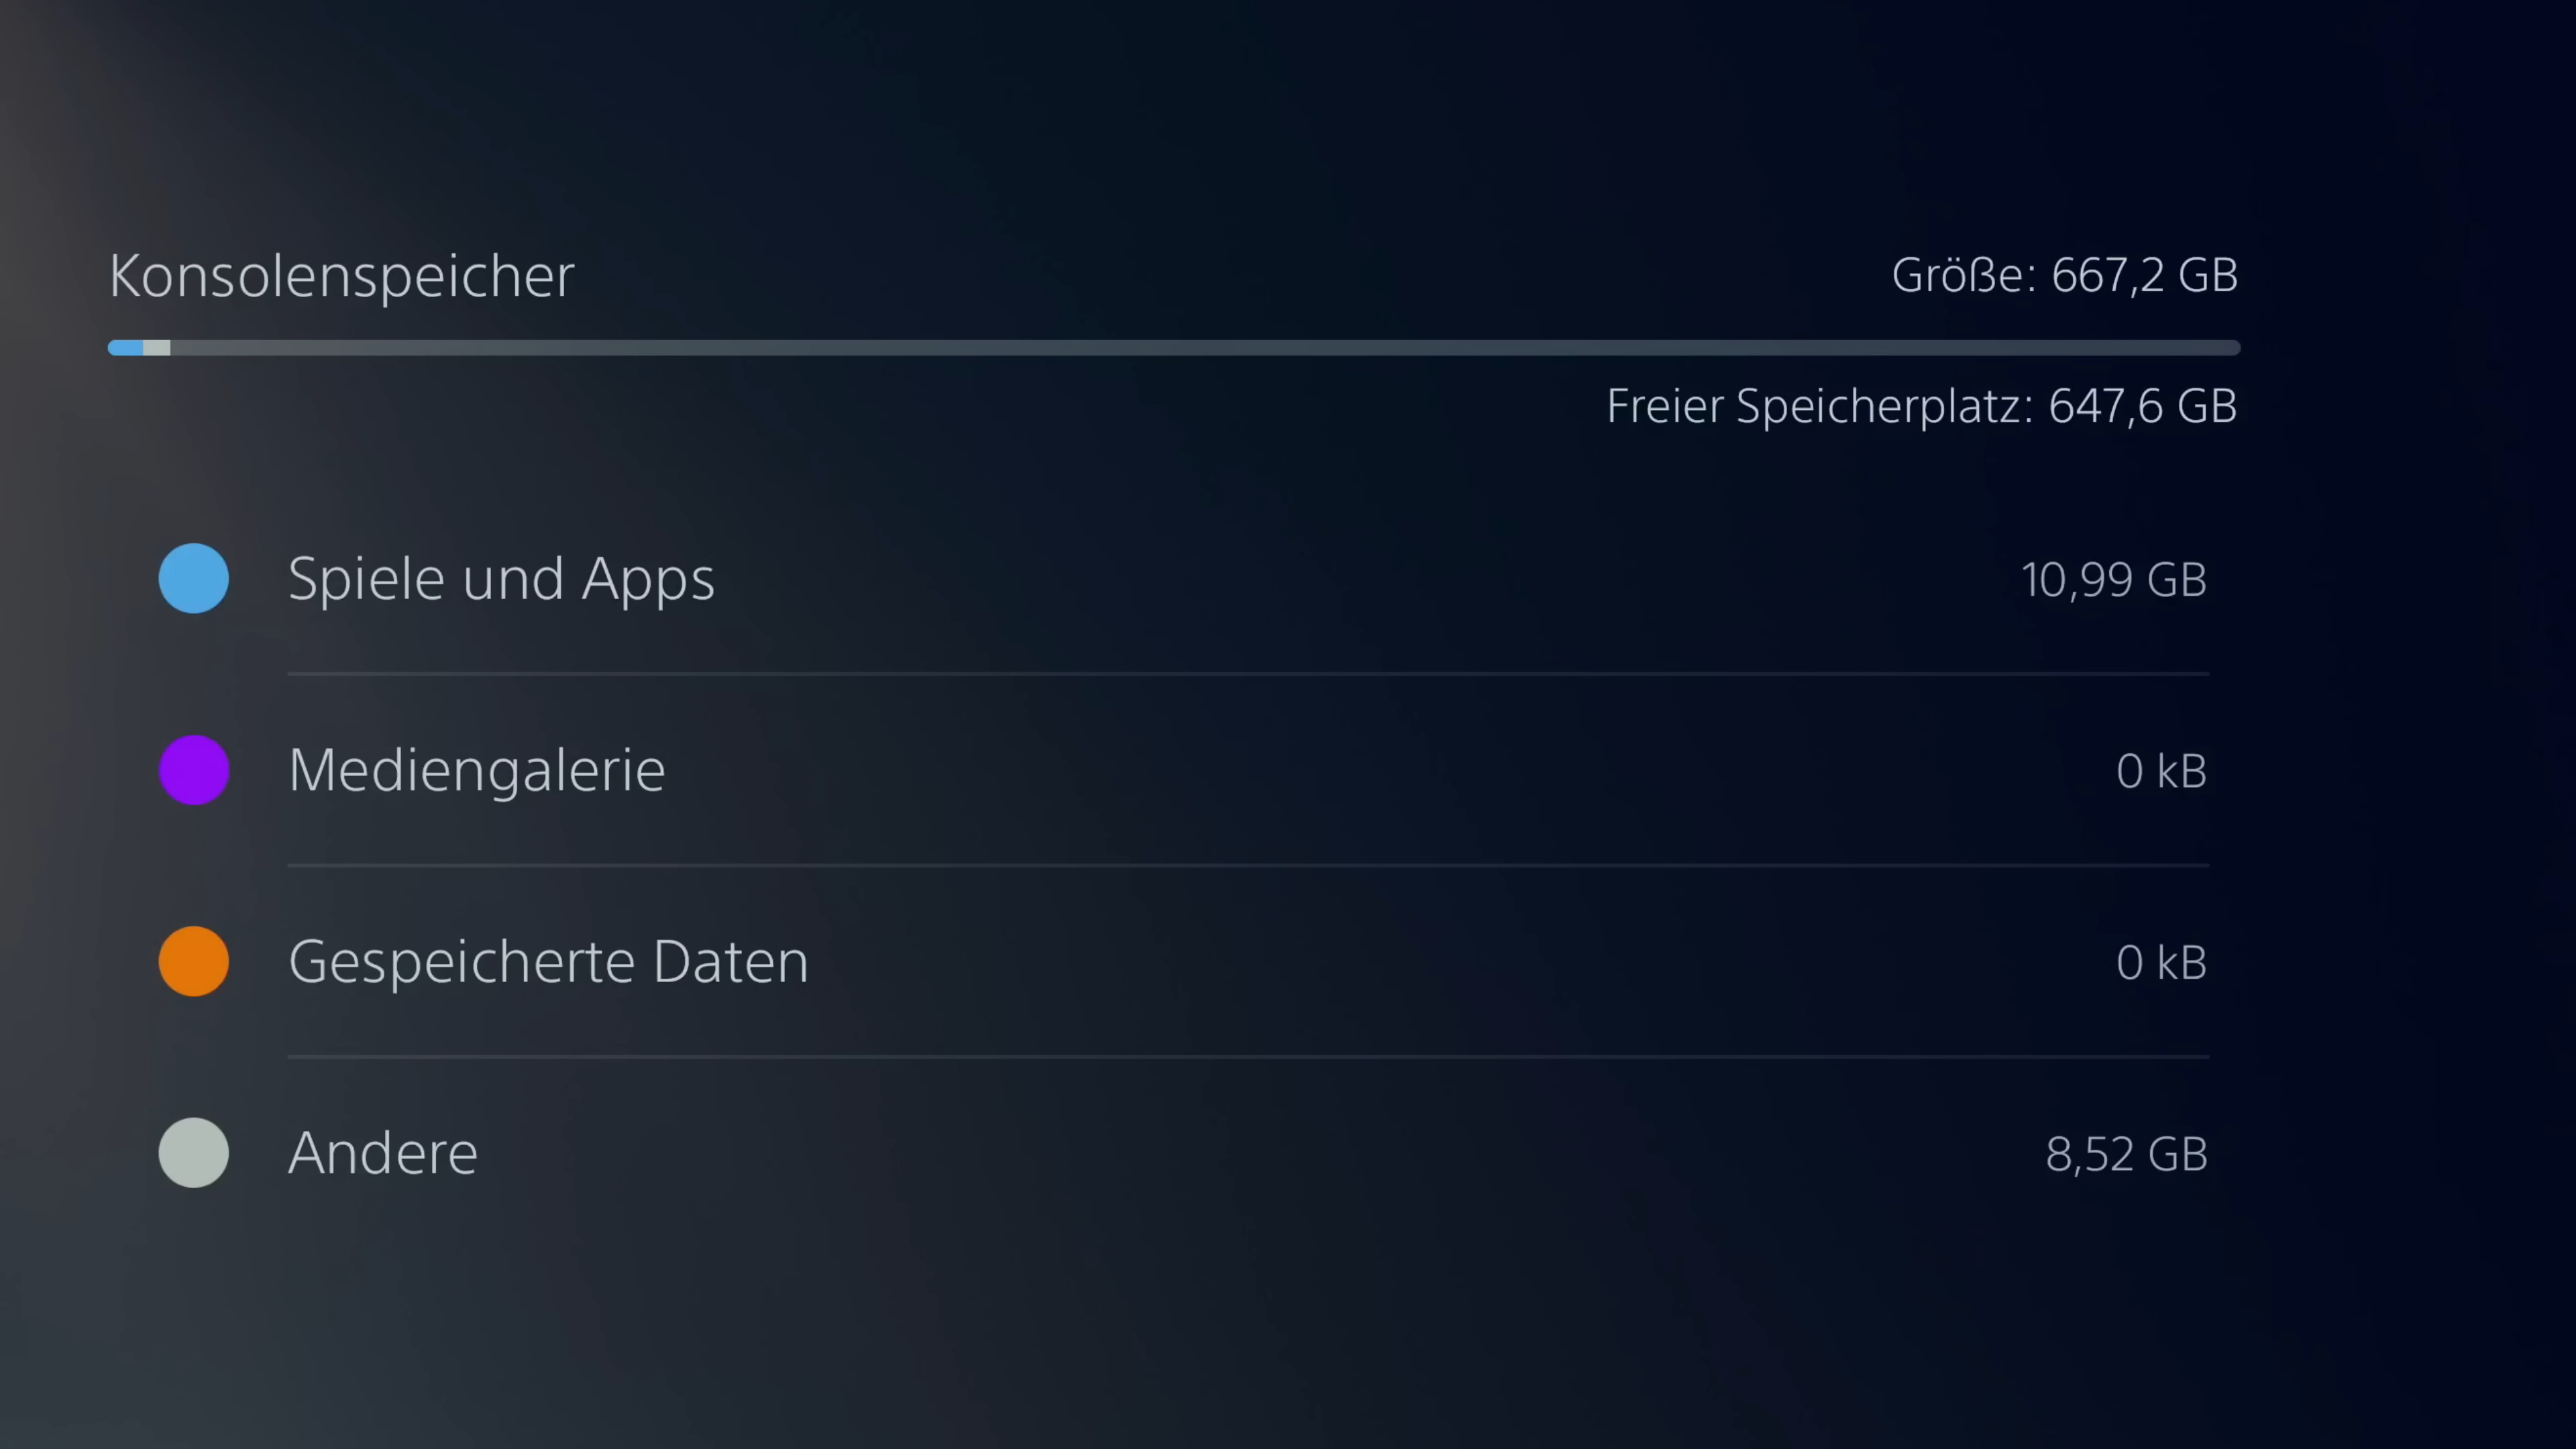 Konsolenspeicher
Größe: 667,2 GB
Freier Speicherplatz: 647,6 GB
Spiele und Apps
10,99 GB
Mediengalerie
0 kB
Gespeicherte Daten
0 kB
Andere
8,52 GB